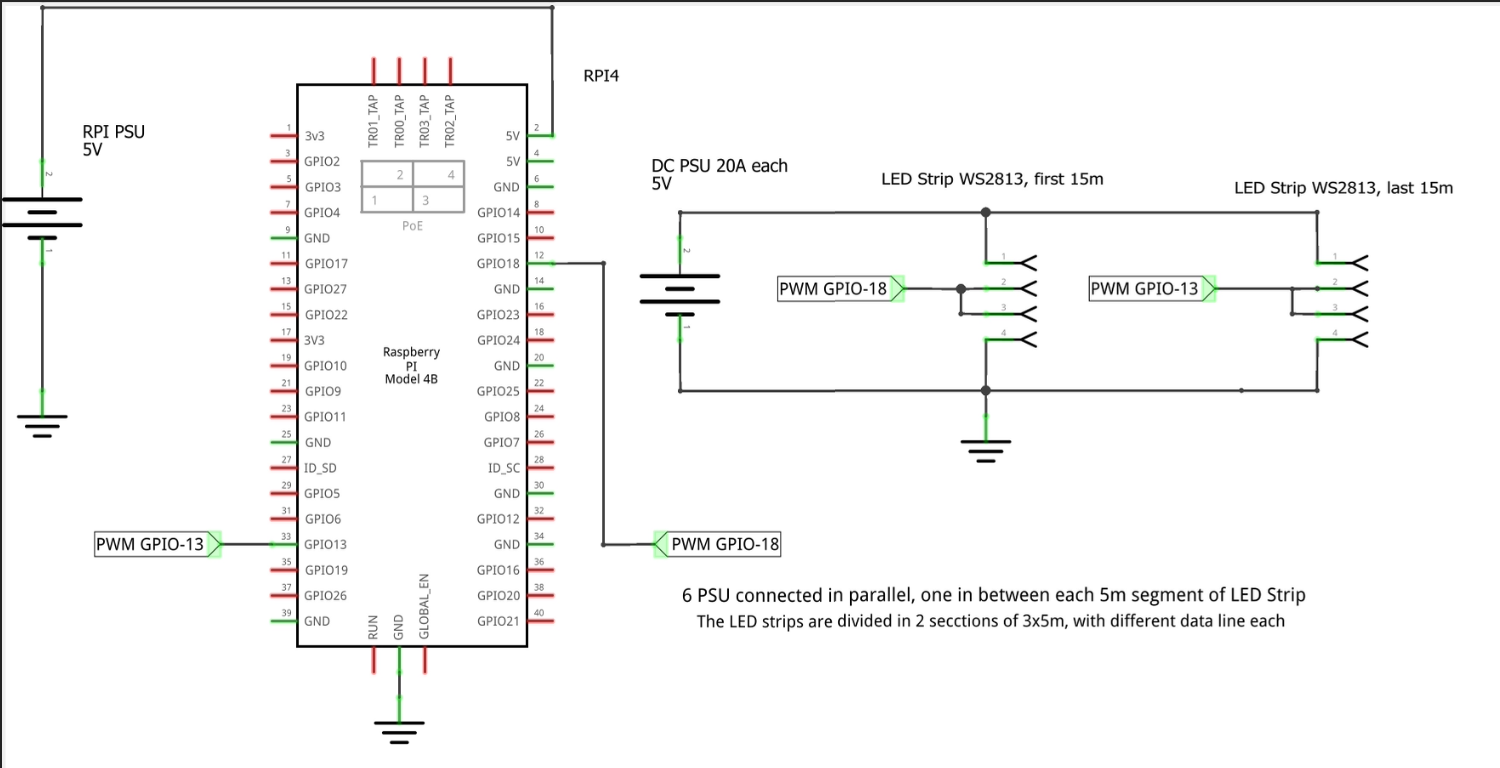 RPI4
RPI PSU
5V
2
1
TR01_TAP
TR00_TAP
TR03_TAP
TR02_TAP
2 4
1 3
PoE
1 3v3
3 GPIO2
5 GPIO3
7 GPIO4
9 GND
11 GPIO17
13 GPIO27
15 GPIO22
17 3V3
19 GPIO10
21 GPIO9
23 GPIO11
25 GND
27 ID_SD
29 GPIO5
31 GPIO6
33 GPIO13
35 GPIO19
37 GPIO26
39 GND
Raspberry
PI
Model 4B
5V 2
5V 4
GND 6
GPIO14 8
GPIO15 10
GPIO18 12
GND 14
GPIO23 16
GPIO24 18
GND 20
GPIO25 22
GPIO8 24
GPIO7 26
ID_SC 28
GND 30
GPIO12 32
GND 34
GPIO16 36
GPIO20 38
GPIO21 40
RUN
GND
GLOBAL_EN
PWM GPIO-13
PWM GPIO-18
DC PSU 20A each
5V
2
1
LED Strip WS2813, first 15m
PWM GPIO-18
1
2
3
4
LED Strip WS2813, last 15m
PWM GPIO-13
1
2
3
4
6 PSU connected in parallel, one in between each 5m segment of LED Strip
The LED strips are divided in 2 secctions of 3x5m, with different data line each